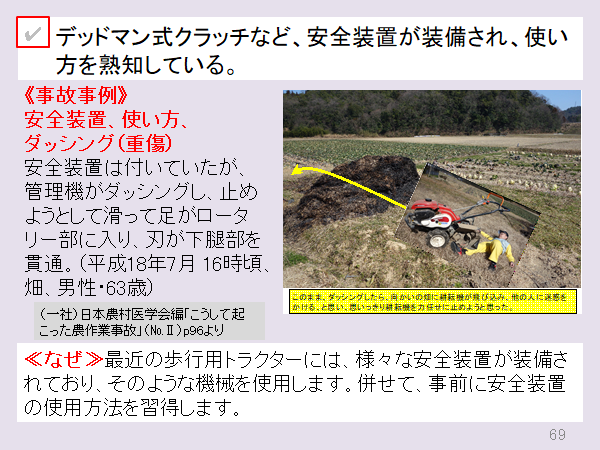 ✓ デッドマン式クラッチなど、安全装置が装備され、使い
方を熟知している。
《事故事例》
安全装置、使い方、
ダッシング(重傷)
安全装置は付いていたが、
管理機がダッシングし、止め
ようとして滑って足がロータ
リー部に入り、刃が下腿部を
貫通。(平成18年7月 16時頃、
畑、男性・63歳)
(一社)日本農村医学会編「こうして起
こった農作業事故」(No.Ⅱ)p96より
このまま、ダッシングしたら、向かいの畑に耕転機が飛び込み、他の人に迷惑を
かける、と思い、思いっきり耕転機を力任せに止めようと思った。
≪なぜ≫最近の歩行用トラクターには、様々な安全装置が装備さ
れており、そのような機械を使用します。併せて、事前に安全装置
の使用方法を習得します。
69